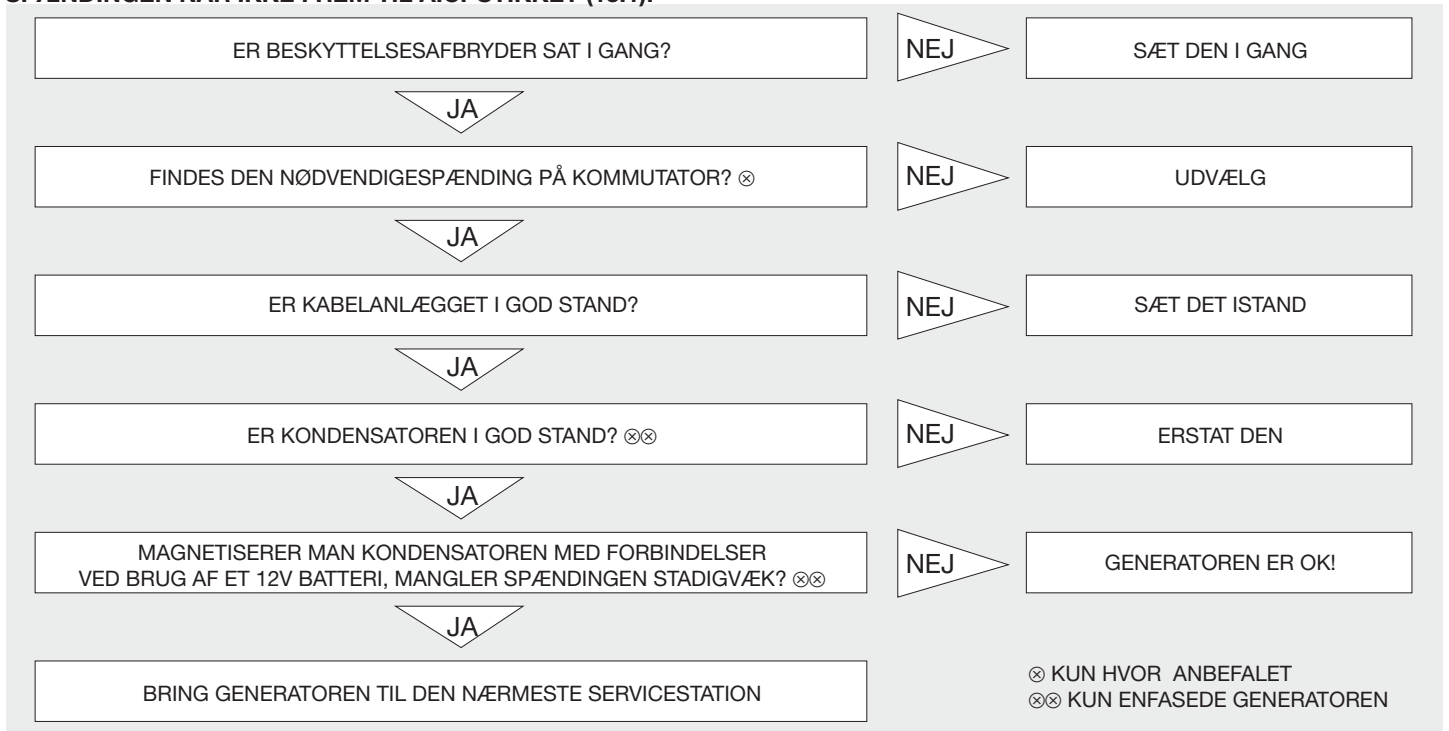 ER BESKYTTELSESAFBRYDER SAT I GANG?
NEJ
SÆT DEN I GANG
JA
FINDES DEN NØDVENDIGESPÆNDING PÅ KOMMUTATOR? ⊗
NEJ
UDVÆLG
JA
ER KABELANLÆGGET I GOD STAND?
NEJ
SÆT DET ISTAND
JA
ER KONDENSATOREN I GOD STAND? ⊗⊗
NEJ
ERSTAT DEN
JA
MAGNETISERER MAN KONDENSATOREN MED FORBINDELSER
VED BRUG AF ET 12V BATTERI, MANGLER SPÆNDINGEN STADIGVÆK? ⊗⊗
NEJ
GENERATOREN ER OK!
JA
BRING GENERATOREN TIL DEN NÆRMESTE SERVICESTATION
⊗ KUN HVOR ANBEFALET
⊗⊗ KUN ENFASEDE GENERATOREN